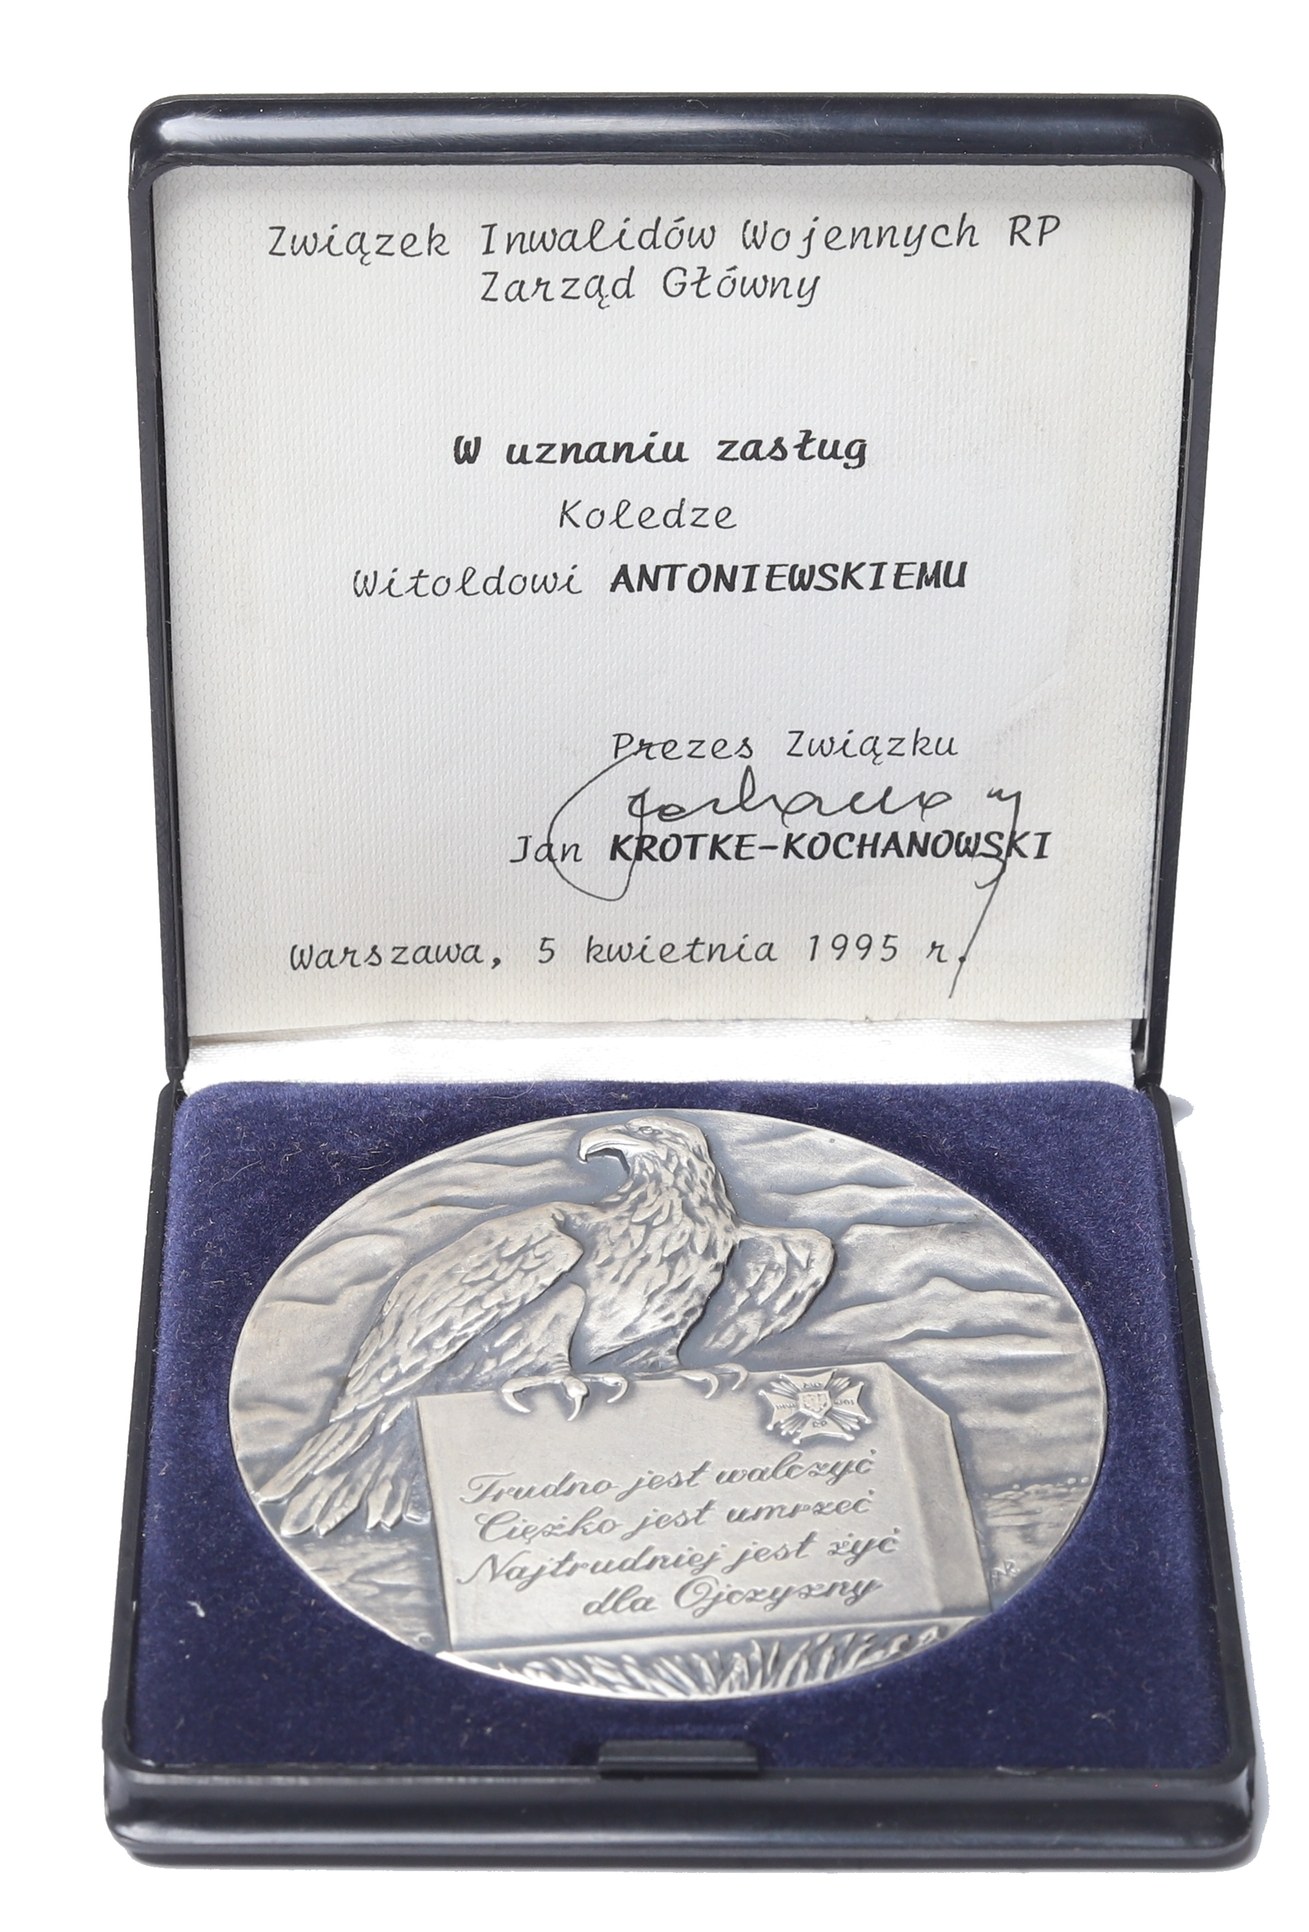 Związek Inwalidów Wojennych RP
Zarząd Główny
W uznaniu zasług
Koledze
Witoldowi ANTONIEWSKIEMU
Prezes Związku
Jan KROTKE-KOCHANOWSKI
Warszawa, 5 kwietnia 1995 r.
Trudno jest walczyć
Ciężko jest umrzeć
Najtrudniej jest żyć
dla Ojczyzny